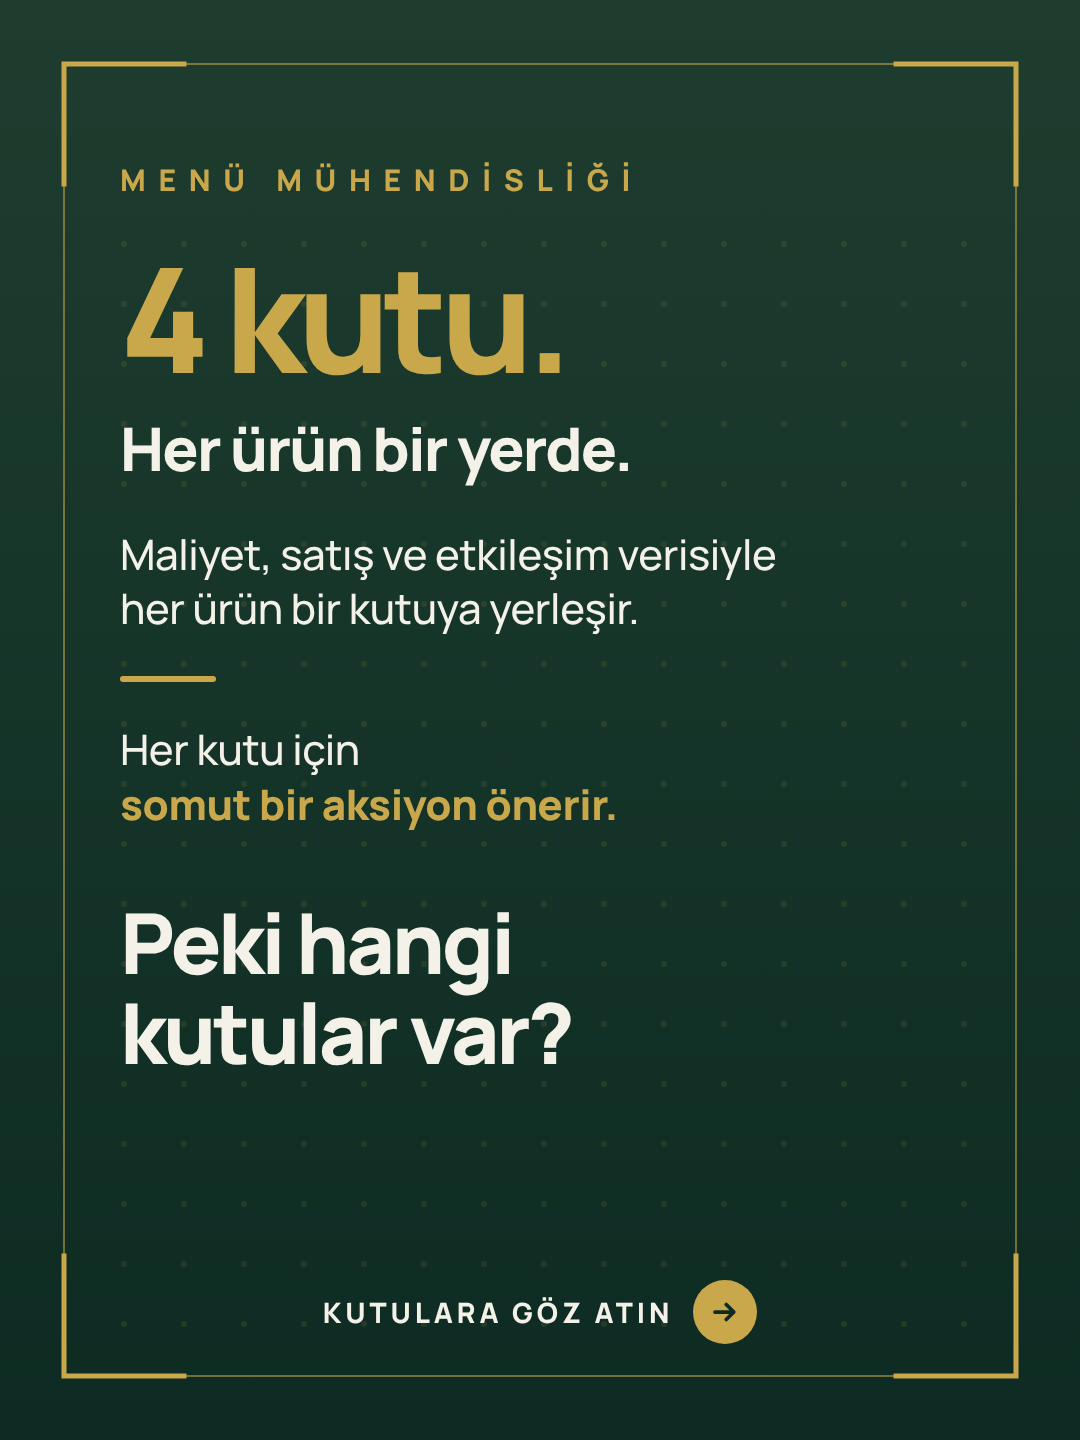 MENÜ MÜHENDİSLİĞİ
4 kutu.
Her ürün bir yerde.
Maliyet, satış ve etkileşim verisiyle
her ürün bir kutuya yerleşir.
Her kutu için
somut bir aksiyon önerir.
Peki hangi
kutular var?
KUTULARA GÖZ ATIN